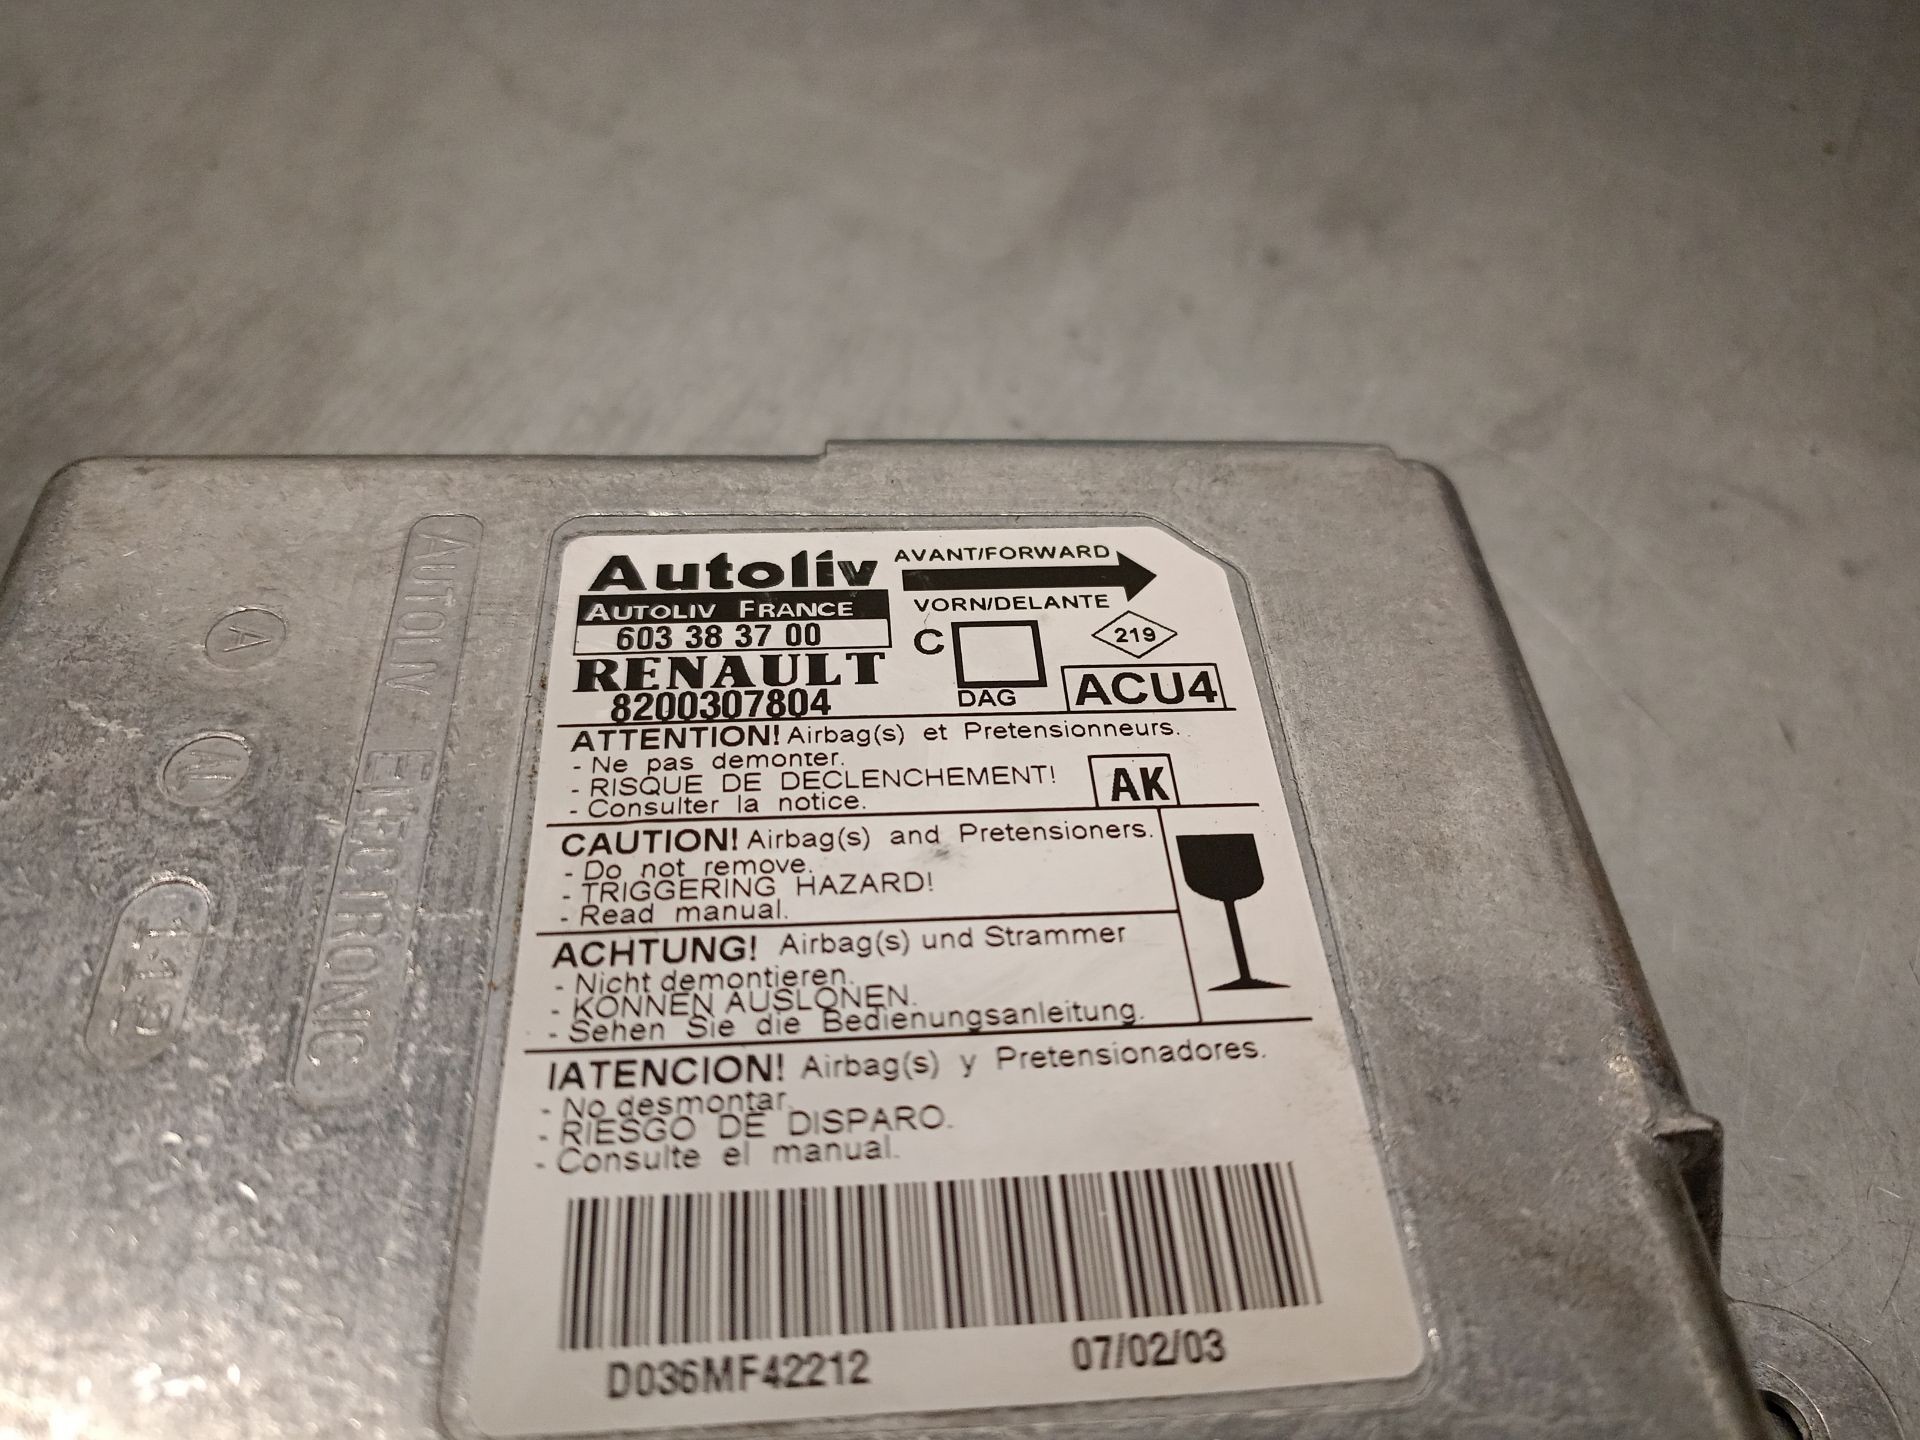 Autoliv
AUTOLIV FRANCE
603 38 37 00
RENAULT
8200307804
AVANT/FORWARD
VORN/DELANTE
C
DAG
219
ACU4
ATTENTION! Airbag(s) et Pretensionneurs.
- Ne pas demonter.
- RISQUE DE DECLENCHEMENT!
- Consulter la notice.
AK
CAUTION! Airbag(s) and Pretensioners.
- Do not remove.
- TRIGGERING HAZARD!
- Read manual.
ACHTUNG! Airbag(s) und Strammer
- Nicht demontieren.
- KONNEN AUSLONEN.
- Sehen Sie die Bedienungsanleitung.
IATENCION! Airbag(s) y Pretensionadores.
- No desmontar.
- RIESGO DE DISPARO.
- Consulte el manual.
D036MF42212
07/02/03
AUTOLIV ELECTRONIC
A
N